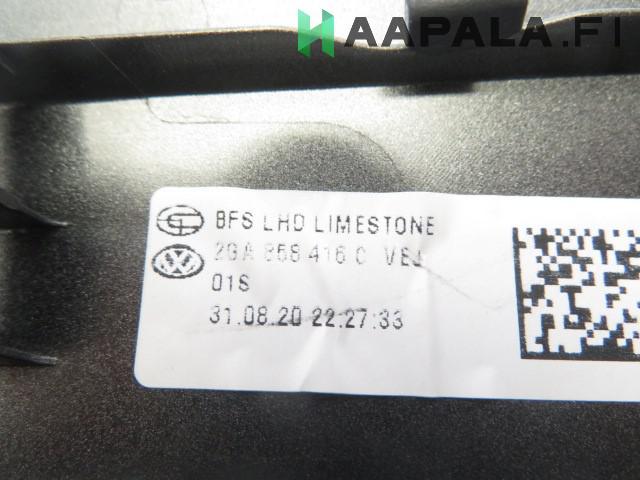 HAAPALA.FI
BFS LHD LIMESTONE
2GA 858 416 C VEJ
01S
31.08.20 22:27:33